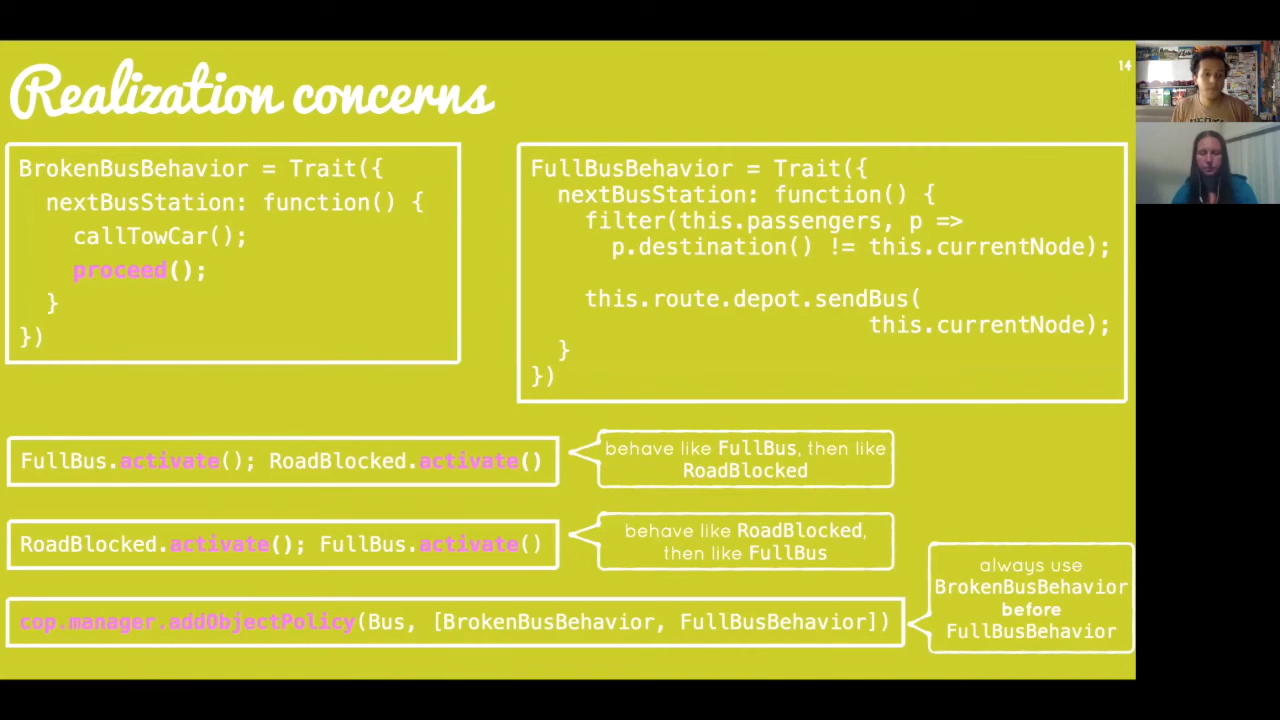 14
Realization concerns
BrokenBusBehavior = Trait({
nextBusStation: function() {
callTowCar();
proceed();
}
})
FullBusBehavior = Trait({
nextBusStation: function() {
filter(this.passengers, p =>
p.destination() != this.currentNode);
this.route.depot.sendBus(
this.currentNode);
}
})
FullBus.activate(); RoadBlocked.activate()
behave like FullBus, then like
RoadBlocked
RoadBlocked.activate(); FullBus.activate()
behave like RoadBlocked,
then like FullBus
cop.manager.addObjectPolicy(Bus, [BrokenBusBehavior, FullBusBehavior])
always use
BrokenBusBehavior
before
FullBusBehavior